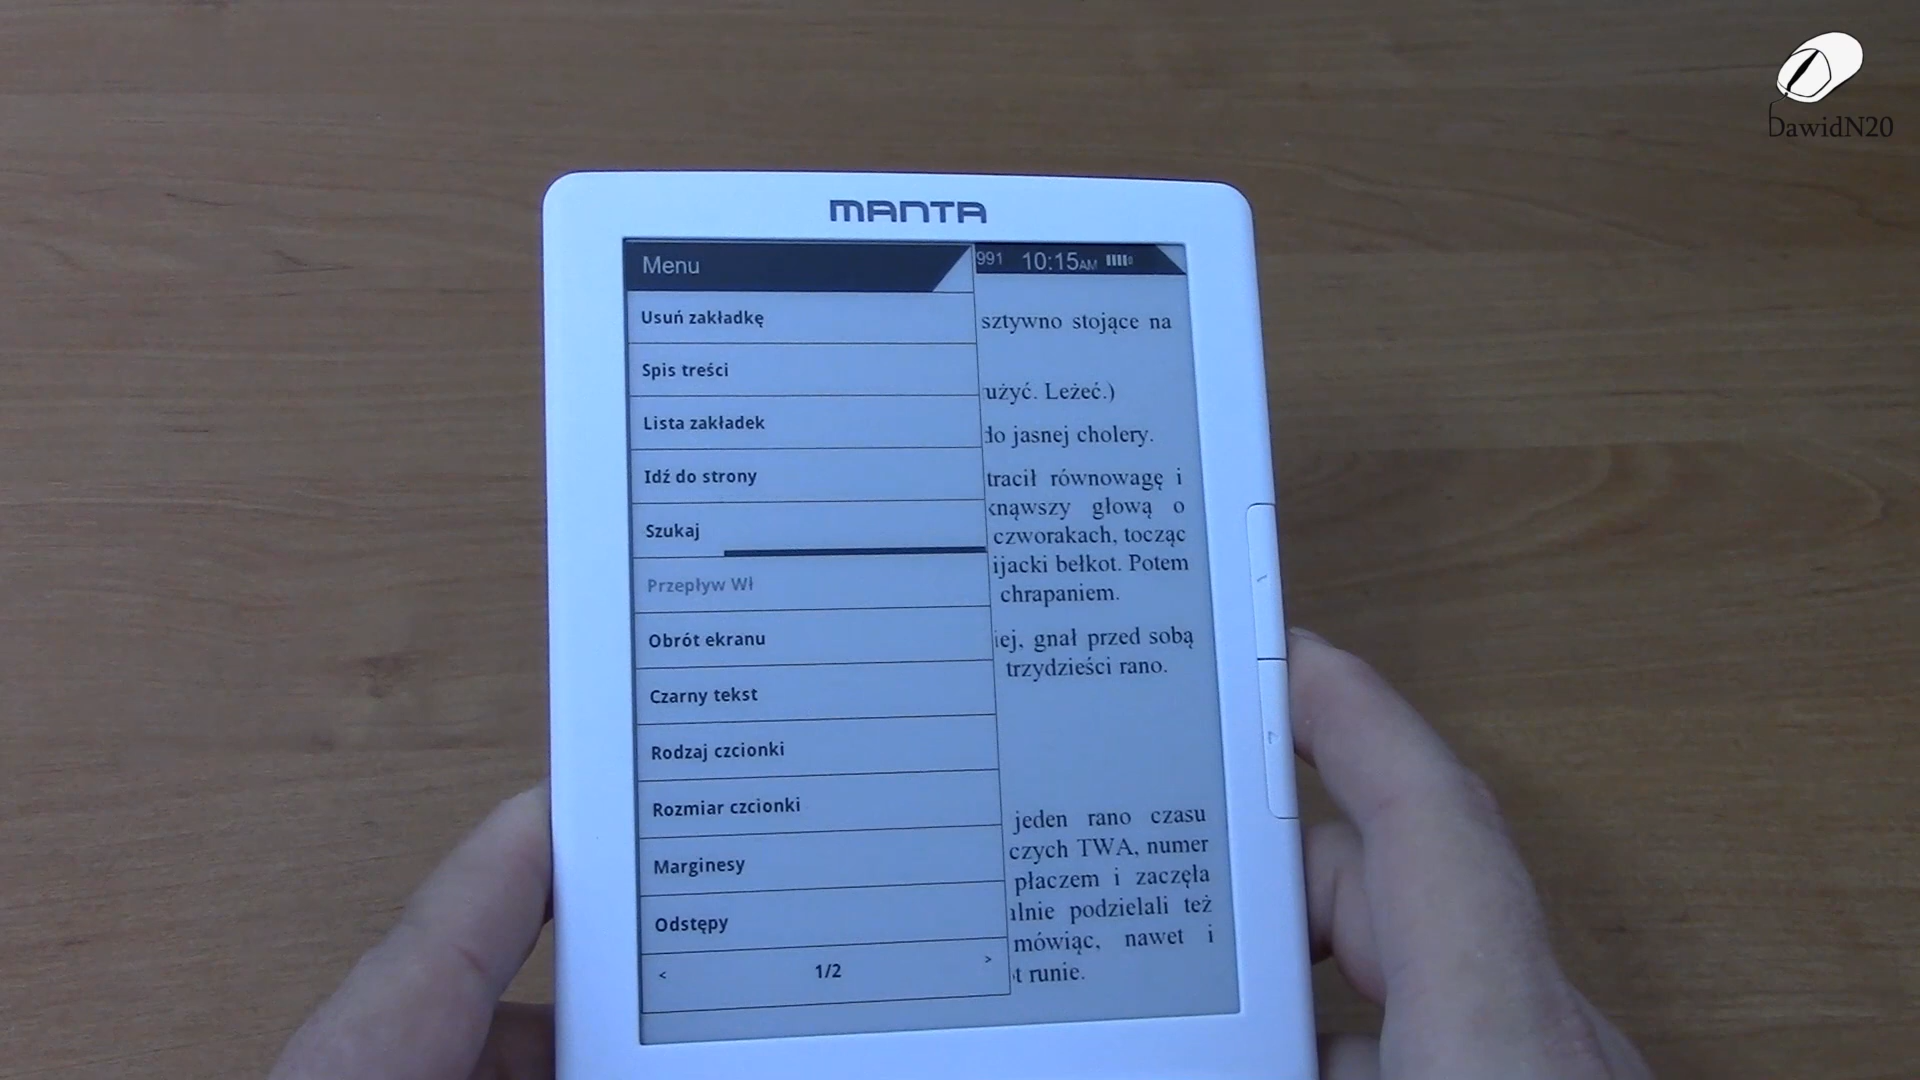 DawidN20
MANTA
Menu
991 10:15AM
Usuń zakładkę
Spis treści
Lista zakładek
Idź do strony
Szukaj
Przepływ Wł
Obrót ekranu
Czarny tekst
Rodzaj czcionki
Rozmiar czcionki
Marginesy
Odstępy
< 1/2 >
sztywno stojące na
użyć. Leżeć.)
do jasnej cholery.
tracił równowagę i
knąwszy głową o
czworakach, tocząc
ijacki bełkot. Potem
chrapaniem.
iej, gnał przed sobą
trzydzieści rano.
jeden rano czasu
czych TWA, numer
płaczem i zaczęła
alnie podzielali też
mówiąc, nawet i
t runie.